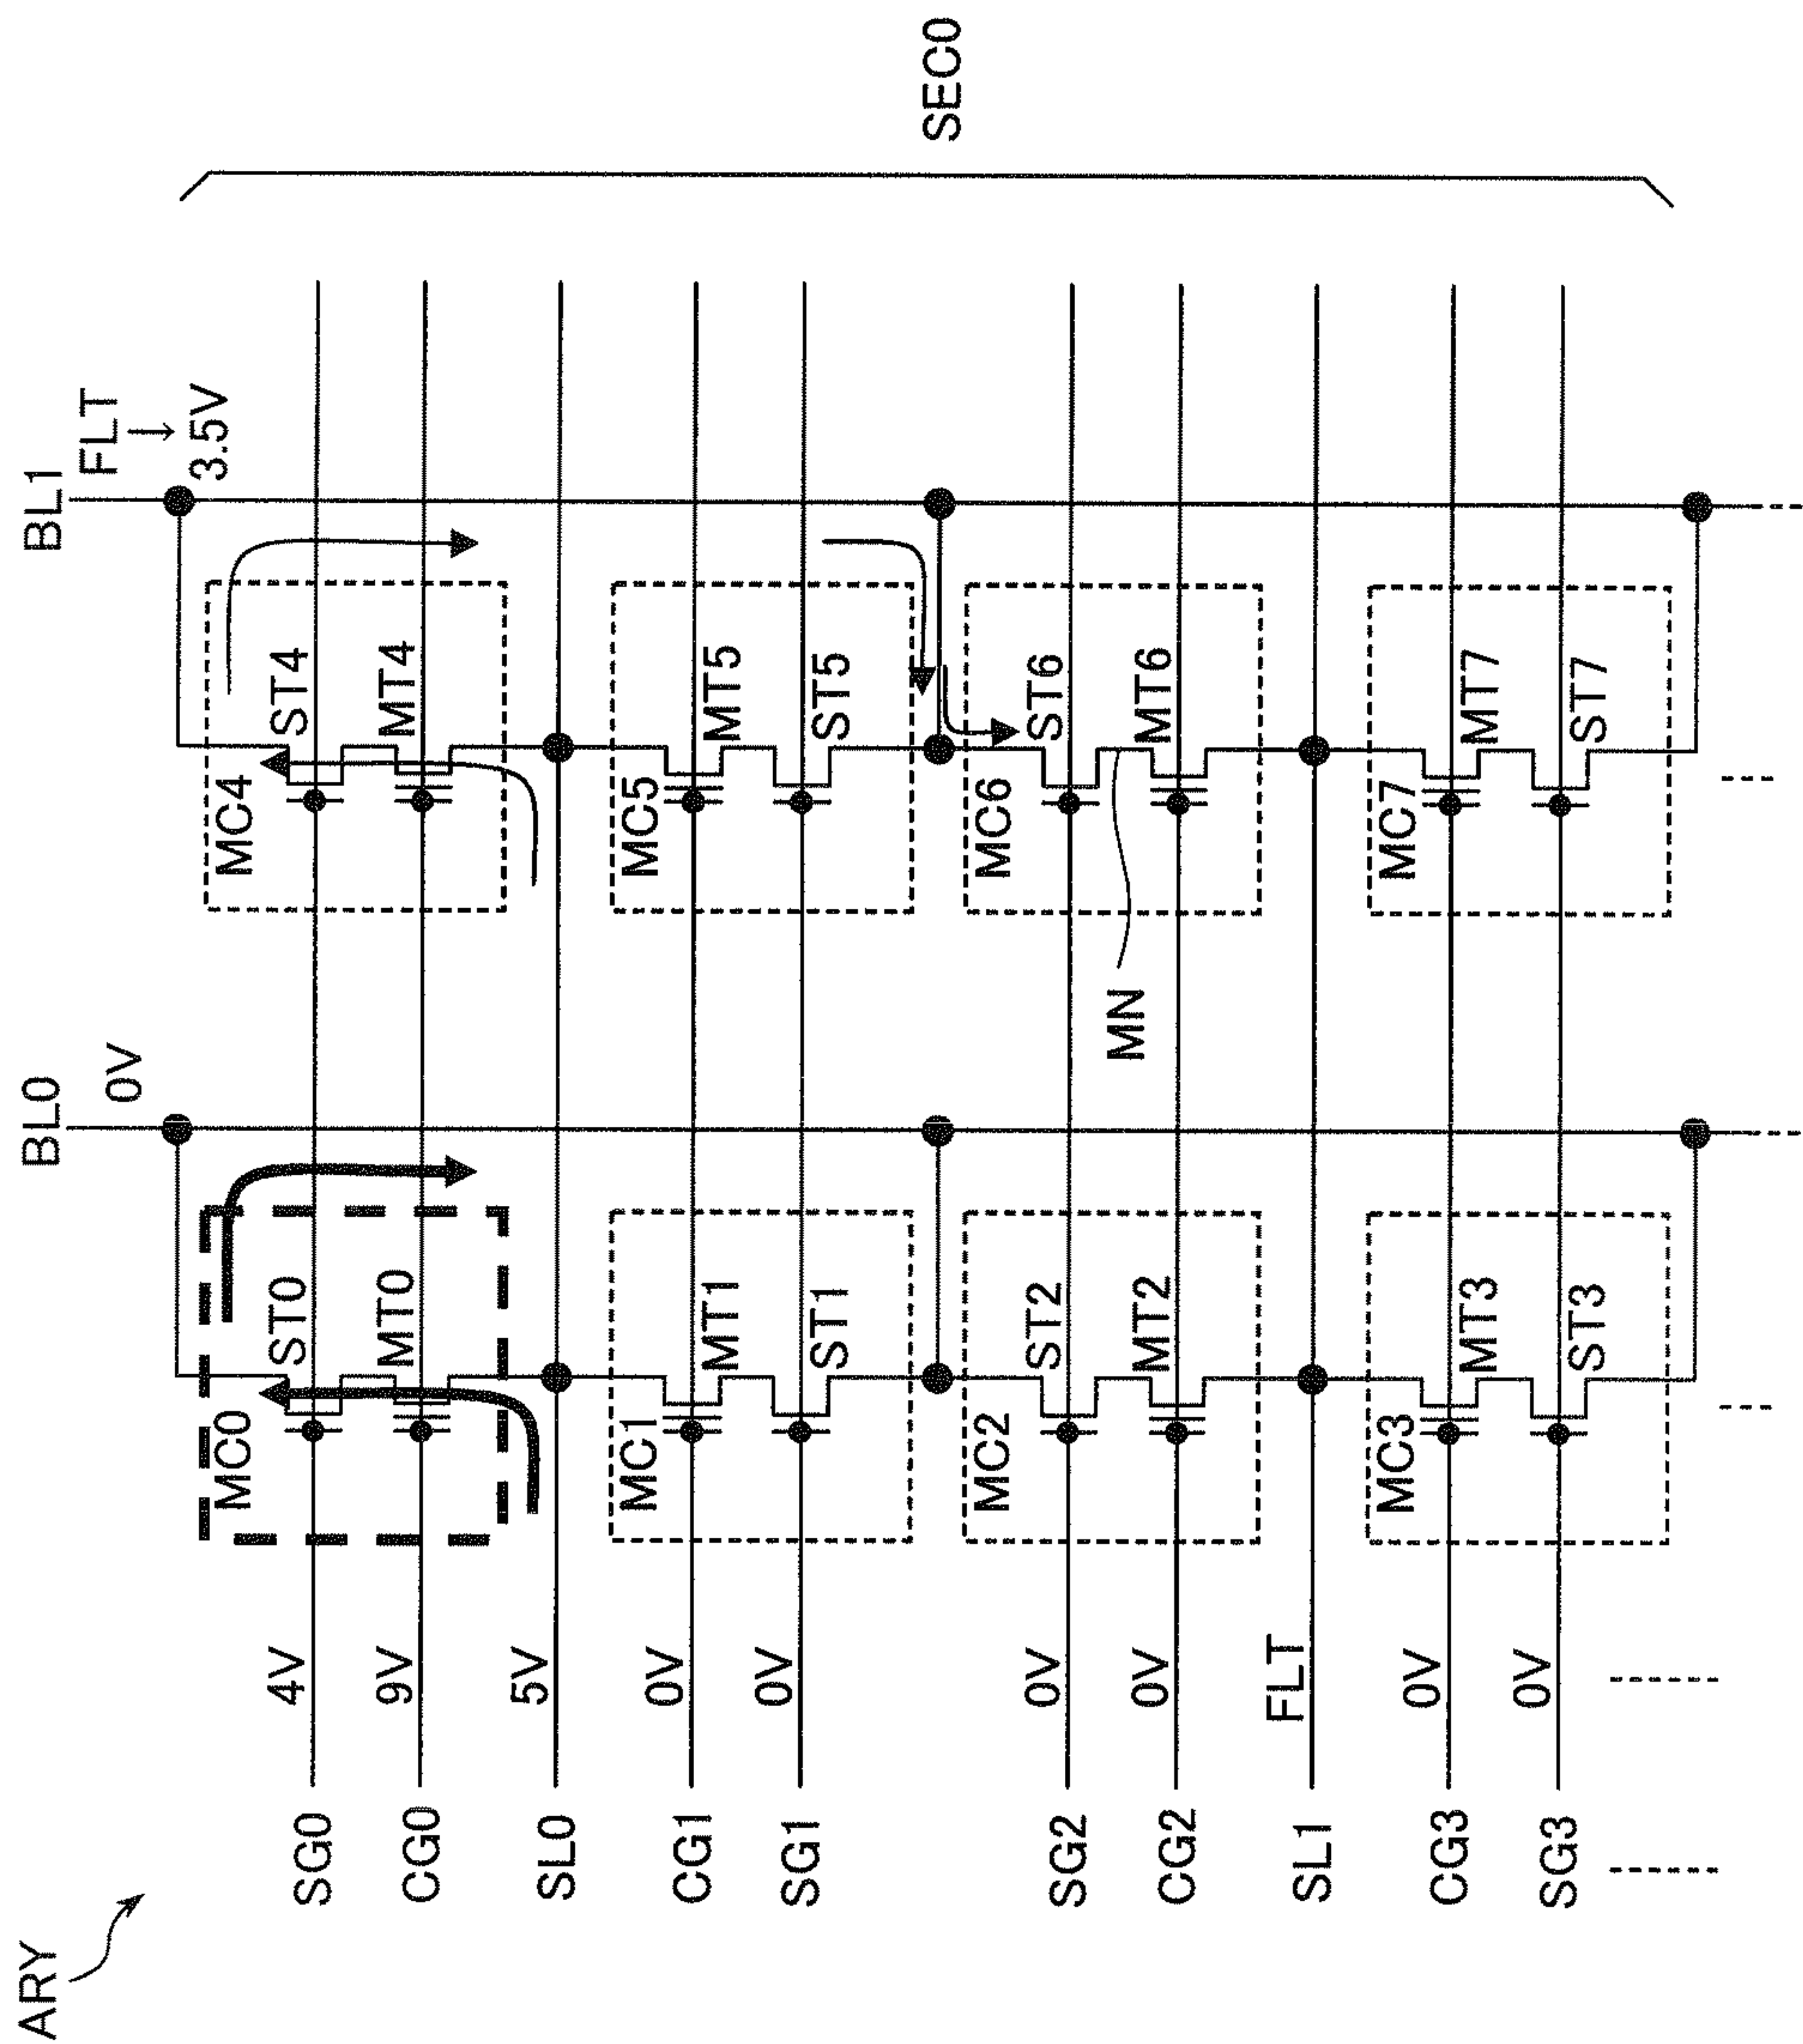 ARY
BL0
0V
BL1
FLT
↓
3.5V
SEC0
SG0
4V
MC0
ST0
MC4
ST4
CG0
9V
MT0
MT4
SL0
5V
CG1
0V
MC1
MT1
MC5
MT5
SG1
0V
ST1
ST5
SG2
0V
MC2
ST2
MC6
ST6
CG2
0V
MT2
MN
MT6
SL1
FLT
CG3
0V
MC3
MT3
MC7
MT7
SG3
0V
ST3
ST7